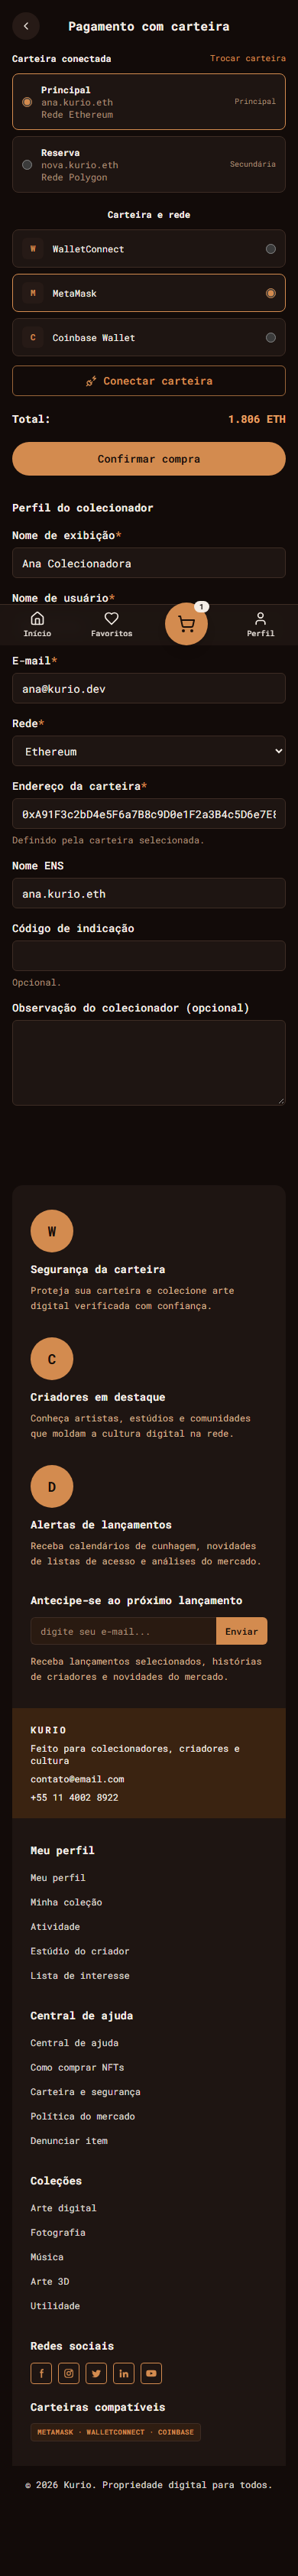 Pagamento com carteira
Carteira conectada
Trocar carteira
Principal
ana.kurio.eth
Rede Ethereum
Principal
Reserva
nova.kurio.eth
Rede Polygon
Secundária
Carteira e rede
W WalletConnect
M MetaMask
C Coinbase Wallet
Conectar carteira
Total: 1.806 ETH
Confirmar compra
Perfil do colecionador
Nome de exibição*
Ana Colecionadora
Nome de usuário*
1
Início
Favoritos
Perfil
E-mail*
ana@kurio.dev
Rede*
Ethereum
Endereço da carteira*
0xA91F3c2bD4e5F6a7B8c9D0e1F2a3B4c5D6e7E8
Definido pela carteira selecionada.
Nome ENS
ana.kurio.eth
Código de indicação
Opcional.
Observação do colecionador (opcional)
W
Segurança da carteira
Proteja sua carteira e colecione arte
digital verificada com confiança.
C
Criadores em destaque
Conheça artistas, estúdios e comunidades
que moldam a cultura digital na rede.
D
Alertas de lançamentos
Receba calendários de cunhagem, novidades
de listas de acesso e análises do mercado.
Antecipe-se ao próximo lançamento
digite seu e-mail...
Enviar
Receba lançamentos selecionados, histórias
de criadores e novidades do mercado.
KURIO
Feito para colecionadores, criadores e
cultura
contato@email.com
+55 11 4002 8922
Meu perfil
Meu perfil
Minha coleção
Atividade
Estúdio do criador
Lista de interesse
Central de ajuda
Central de ajuda
Como comprar NFTs
Carteira e segurança
Política do mercado
Denunciar item
Coleções
Arte digital
Fotografia
Música
Arte 3D
Utilidade
Redes sociais
Carteiras compatíveis
METAMASK · WALLETCONNECT · COINBASE
© 2026 Kurio. Propriedade digital para todos.